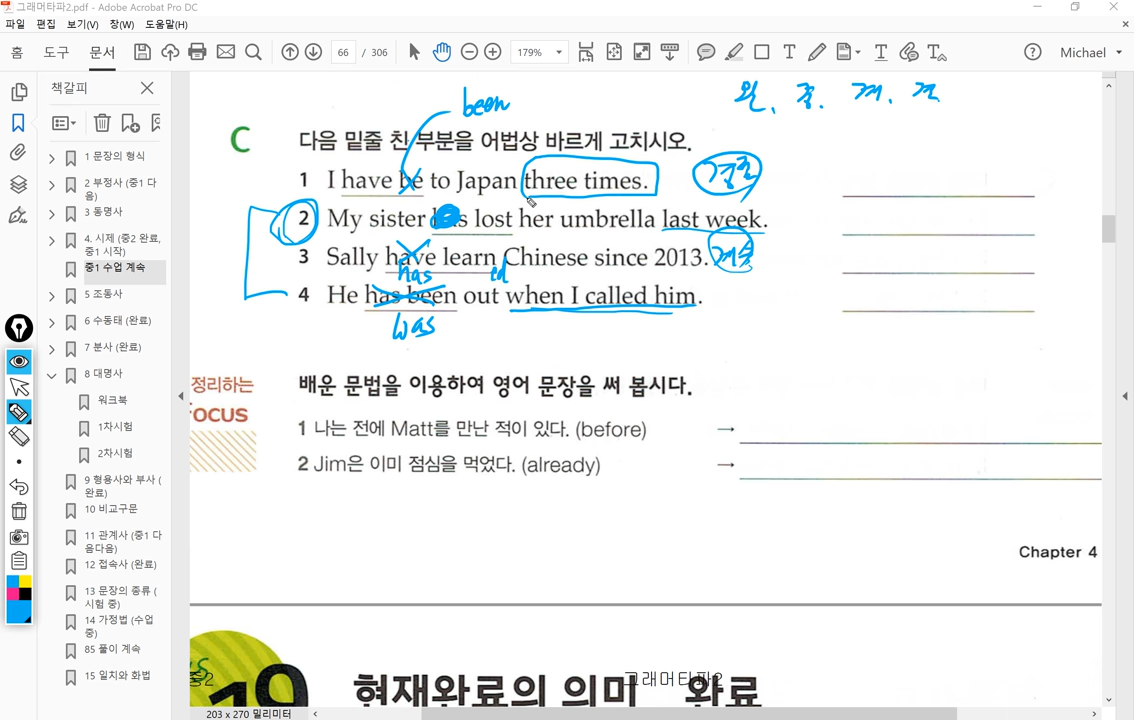 그래머타파2.pdf - Adobe Acrobat Pro DC
파일 편집 보기(V) 창(W) 도움말(H)
홈 도구 문서 66 / 306 179% Michael
책갈피
1 문장의 형식
2 부정사 (중1 다
음)
3 동명사
4. 시제 (중2 완료,
중1 시작)
중1 수업 계속
5 조동사
6 수동태 (완료)
7 분사 (완료)
8 대명사
워크북
1차시험
2차시험
9 형용사와 부사 (
완료)
10 비교구문
11 관계사 (중1 다
음다음)
12 접속사 (완료)
13 문장의 종류 (
시험 중)
14 가정법 (수업
중)
85 풀이 계속
15 일치와 화법
완. 경. 계. 결
been
C 다음 밑줄 친 부분을 어법상 바르게 고치시오.
1 I have be to Japan three times. 경험
2 My sister has lost her umbrella last week.
3 Sally have learn Chinese since 2013. 계속
has ed
4 He has been out when I called him.
was
정리하는
FOCUS
배운 문법을 이용하여 영어 문장을 써 봅시다.
1 나는 전에 Matt를 만난 적이 있다. (before) →
2 Jim은 이미 점심을 먹었다. (already) →
Chapter 4
19 현재완료의 의미 완료
중2 그래머타파2
203 x 270 밀리미터